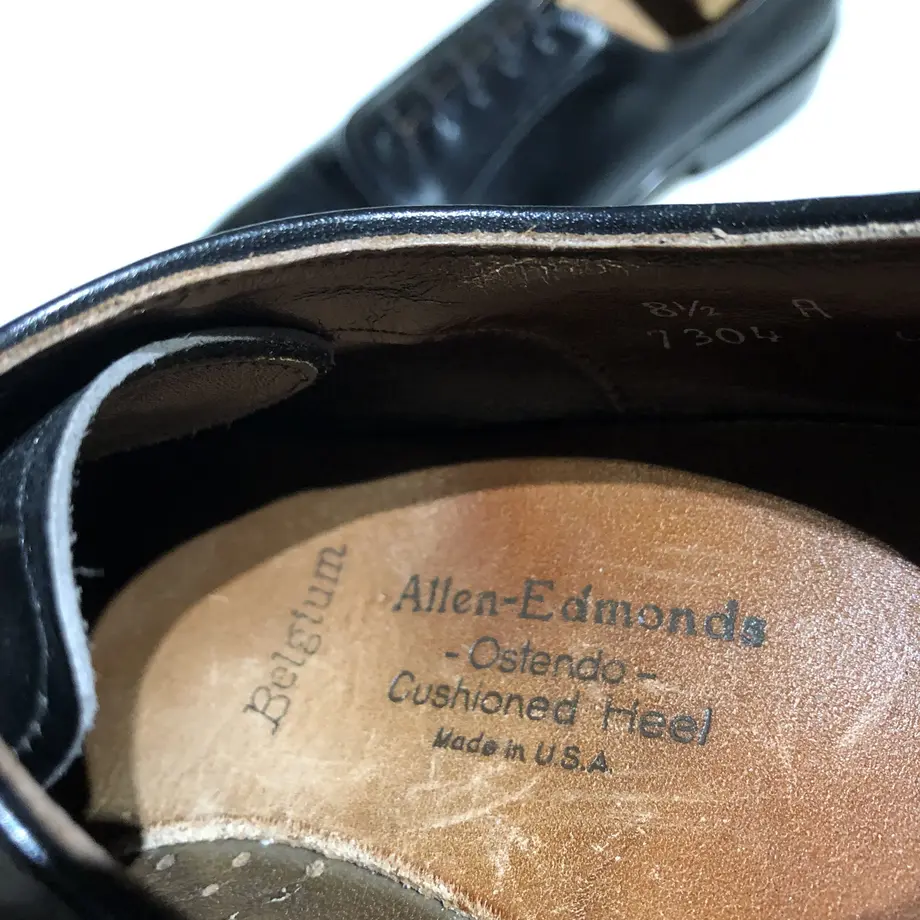 8½ A
7304
Belgium
Allen-Edmonds
-Ostendo-
Cushioned Heel
Made in U.S.A.